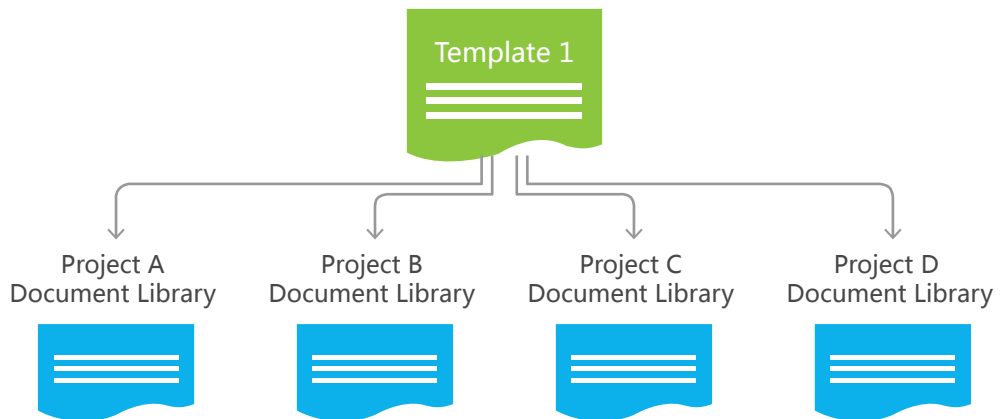 Template 1
Project A
Document Library
Project B
Document Library
Project C
Document Library
Project D
Document Library